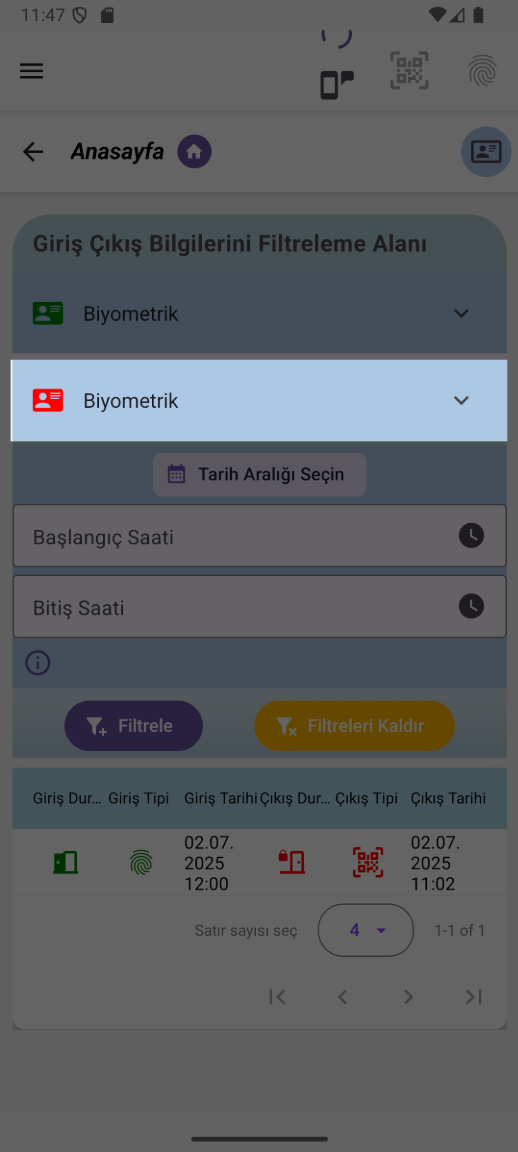 11:47
Anasayfa
Giriş Çıkış Bilgilerini Filtreleme Alanı
Biyometrik
Biyometrik
Tarih Aralığı Seçin
Başlangıç Saati
Bitiş Saati
Filtrele
Filtreleri Kaldır
Giriş Dur... Giriş Tipi Giriş Tarihi Çıkış Dur... Çıkış Tipi Çıkış Tarihi
02.07.
2025
12:00
02.07.
2025
11:02
Satır sayısı seç 4 1-1 of 1